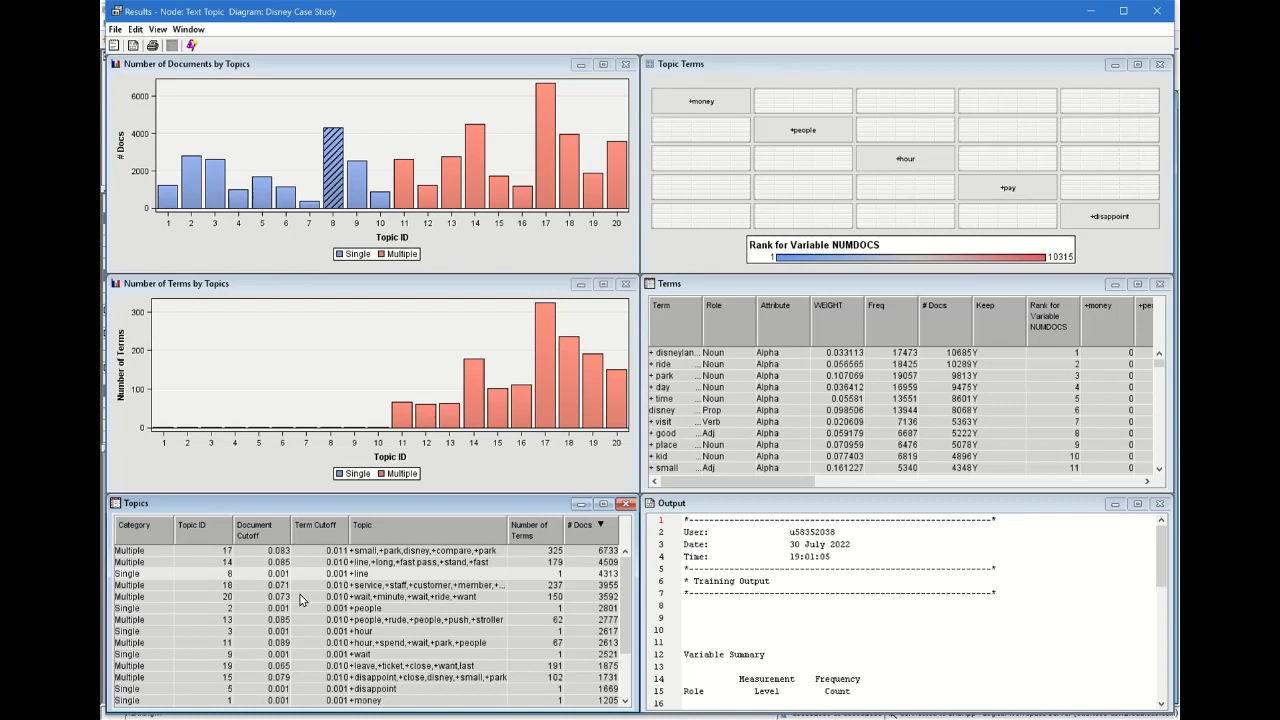 Results - Node: Text Topic Diagram: Disney Case Study
File Edit View Window
Number of Documents by Topics
# Docs
6000
4000
2000
0
1 2 3 4 5 6 7 8 9 10 11 12 13 14 15 16 17 18 19 20
Topic ID
Single Multiple
Topic Terms
+money
+people
+hour
+pay
+disappoint
Rank for Variable NUMDOCS
1 10315
Number of Terms by Topics
Number of Terms
300
200
100
0
1 2 3 4 5 6 7 8 9 10 11 12 13 14 15 16 17 18 19 20
Topic ID
Single Multiple
Terms
Term Role Attribute WEIGHT Freq # Docs Keep Rank for Variable NUMDOCS +money +pe
+ disneylan... Noun Alpha 0.033113 17473 10685Y 1 0
+ ride ... Noun Alpha 0.056565 18425 10289Y 2 0
+ park ... Noun Alpha 0.107069 19057 9813Y 3 0
+ day ... Noun Alpha 0.036412 16959 9475Y 4 0
+ time ... Noun Alpha 0.05581 13551 8601Y 5 0
disney ... Prop Alpha 0.098506 13944 8068Y 6 0
+ visit ... Verb Alpha 0.020609 7136 5363Y 7 0
+ good ... Adj Alpha 0.059179 6687 5222Y 8 0
+ place ... Noun Alpha 0.070959 6476 5078Y 9 0
+ kid ... Noun Alpha 0.077403 6819 4896Y 10 0
+ small ... Adj Alpha 0.161227 5340 4348Y 11 0
Topics
Category Topic ID Document Cutoff Term Cutoff Topic Number of Terms # Docs ▼
Multiple 17 0.083 0.011 +small,+park,disney,+compare,+park 325 6733
Multiple 14 0.085 0.010 +line,+long,+fast pass,+stand,+fast 179 4509
Single 8 0.001 0.001 +line 1 4313
Multiple 18 0.071 0.010 +service,+staff,+customer,+member,+... 237 3955
Multiple 20 0.073 0.010 +wait,+minute,+wait,+ride,+want 150 3592
Single 2 0.001 0.001 +people 1 2801
Multiple 13 0.085 0.010 +people,+rude,+people,+push,+stroller 62 2777
Single 3 0.001 0.001 +hour 1 2617
Multiple 11 0.089 0.010 +hour,+spend,+wait,+park,+people 67 2613
Single 9 0.001 0.001 +wait 1 2521
Multiple 19 0.065 0.010 +leave,+ticket,+close,+want,last 191 1875
Multiple 15 0.079 0.010 +disappoint,+close,disney,+small,+park 102 1731
Single 5 0.001 0.001 +disappoint 1 1669
Single 1 0.001 0.001 +money 1 1205
Output
1 *------------------------------------------------------------*
2 User: u58352038
3 Date: 30 July 2022
4 Time: 19:01:05
5 *------------------------------------------------------------*
6 * Training Output
7 *------------------------------------------------------------*
8
9
10
11
12 Variable Summary
13
14 Measurement Frequency
15 Role Level Count
16